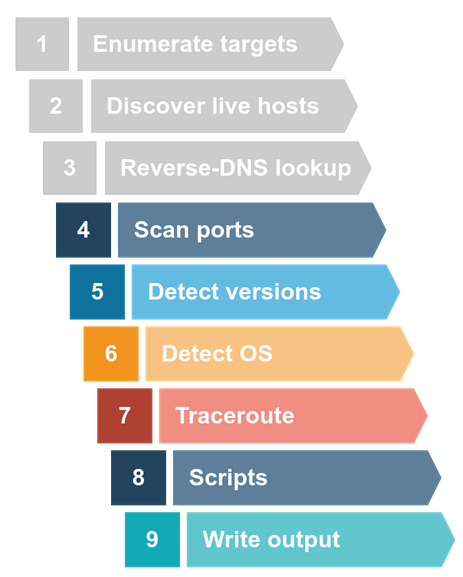 1 Enumerate targets
2 Discover live hosts
3 Reverse-DNS lookup
4 Scan ports
5 Detect versions
6 Detect OS
7 Traceroute
8 Scripts
9 Write output